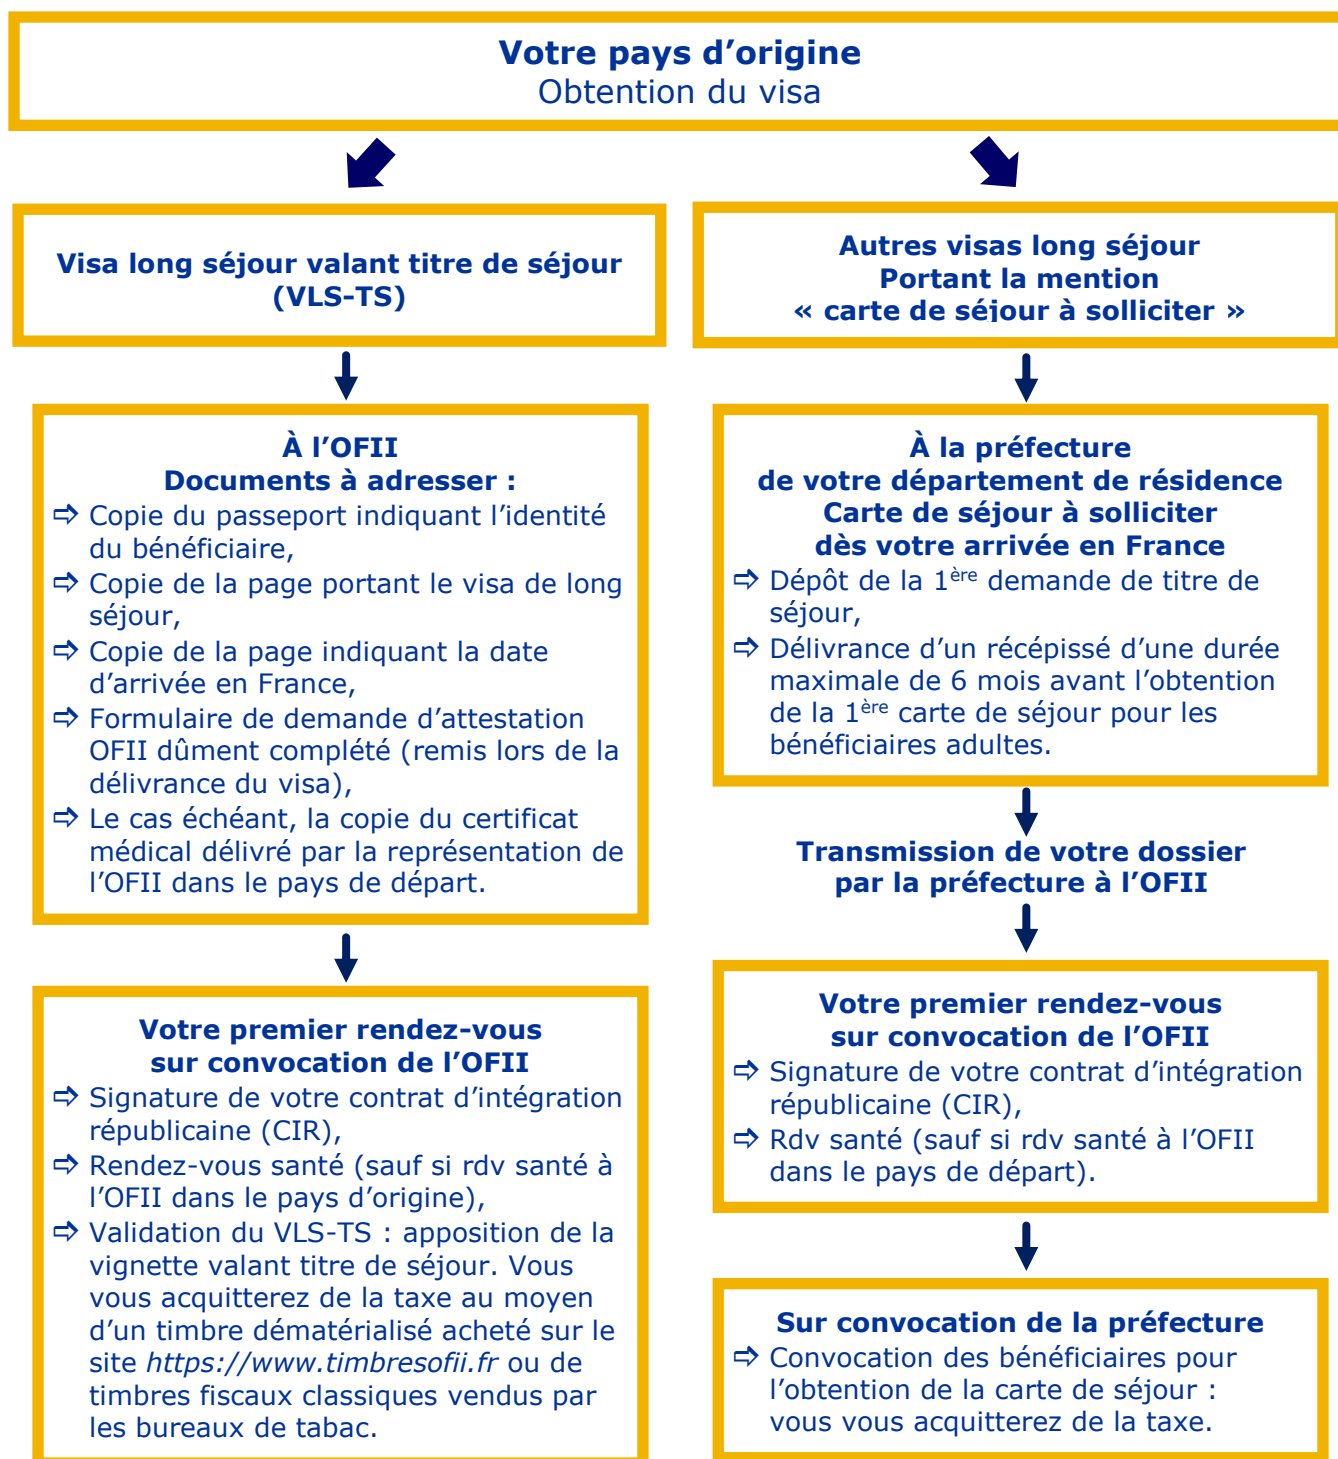 Votre pays d’origine
Obtention du visa
Visa long séjour valant titre de séjour
(VLS-TS)
Autres visas long séjour
Portant la mention
« carte de séjour à solliciter »
À l’OFII
Documents à adresser :
⇨ Copie du passeport indiquant l’identité
du bénéficiaire,
⇨ Copie de la page portant le visa de long
séjour,
⇨ Copie de la page indiquant la date
d’arrivée en France,
⇨ Formulaire de demande d’attestation
OFII dûment complété (remis lors de la
délivrance du visa),
⇨ Le cas échéant, la copie du certificat
médical délivré par la représentation de
l’OFII dans le pays de départ.
À la préfecture
de votre département de résidence
Carte de séjour à solliciter
dès votre arrivée en France
⇨ Dépôt de la 1ère demande de titre de
séjour,
⇨ Délivrance d’un récépissé d’une durée
maximale de 6 mois avant l’obtention
de la 1ère carte de séjour pour les
bénéficiaires adultes.
Transmission de votre dossier
par la préfecture à l’OFII
Votre premier rendez-vous
sur convocation de l’OFII
⇨ Signature de votre contrat d’intégration
républicaine (CIR),
⇨ Rendez-vous santé (sauf si rdv santé à
l’OFII dans le pays d’origine),
⇨ Validation du VLS-TS : apposition de la
vignette valant titre de séjour. Vous
vous acquitterez de la taxe au moyen
d’un timbre dématérialisé acheté sur le
site https://www.timbresofii.fr ou de
timbres fiscaux classiques vendus par
les bureaux de tabac.
Votre premier rendez-vous
sur convocation de l’OFII
⇨ Signature de votre contrat d’intégration
républicaine (CIR),
⇨ Rdv santé (sauf si rdv santé à l’OFII
dans le pays de départ).
Sur convocation de la préfecture
⇨ Convocation des bénéficiaires pour
l’obtention de la carte de séjour :
vous vous acquitterez de la taxe.